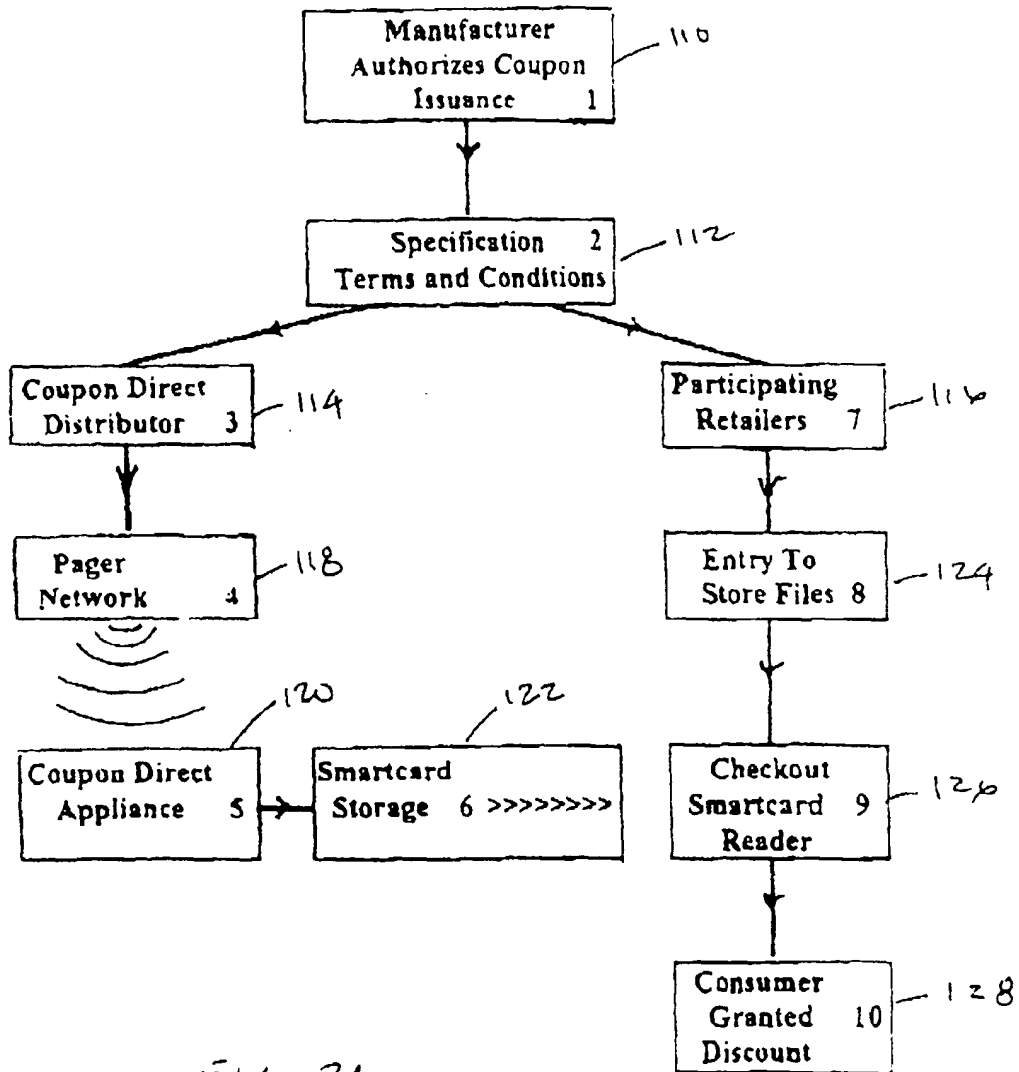 Manufacturer
Authorizes Coupon
Issuance 1
110
Specification 2
Terms and Conditions
112
Coupon Direct
Distributor 3
114
Participating
Retailers 7
116
Pager
Network 4
118
Entry To
Store Files 8
124
120
122
Coupon Direct
Appliance 5
Smartcard
Storage 6 >>>>>>>>
Checkout
Smartcard 9
Reader
126
Consumer
Granted 10
Discount
128